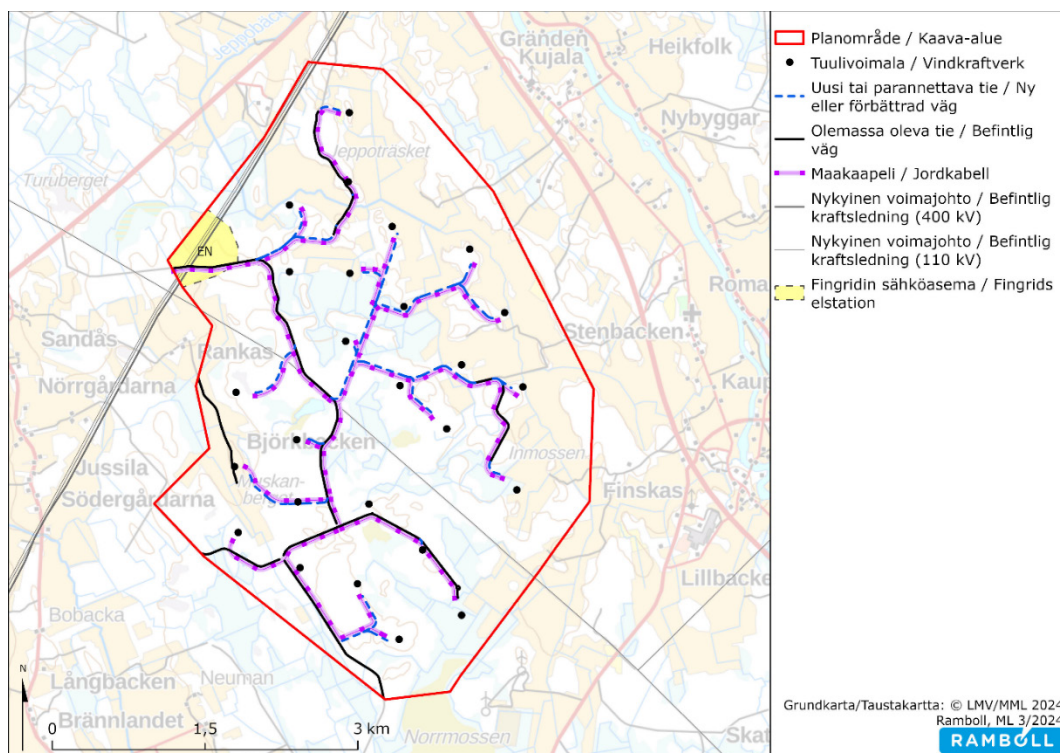 Jeppobäck
Gränden
Kujala
Heikfolk
Nybyggar
Jeppoträsket
Turuberget
EN
Roma
Stenbäcken
Sandås
Rankas
Nörrgårdarna
Kaup
Björkbacken
Inmossen
Jussila
Södergårdarna
Finskas
Lillbacke
Bobacka
Neuman
Långbacken
Brännlandet
Norrmossen
Skat
N
0 1,5 3 km
Planområde / Kaava-alue
Tuulivoimala / Vindkraftverk
Uusi tai parannettava tie / Ny
eller förbättrad väg
Olemassa oleva tie / Befintlig
väg
Maakaapeli / Jordkabell
Nykyinen voimajohto / Befintlig
kraftsledning (400 kV)
Nykyinen voimajohto / Befintlig
kraftsledning (110 kV)
Fingridin sähköasema / Fingrids
elstation
Grundkarta/Taustakartta: © LMV/MML 2024
Ramboll, ML 3/2024
RAMBOLL